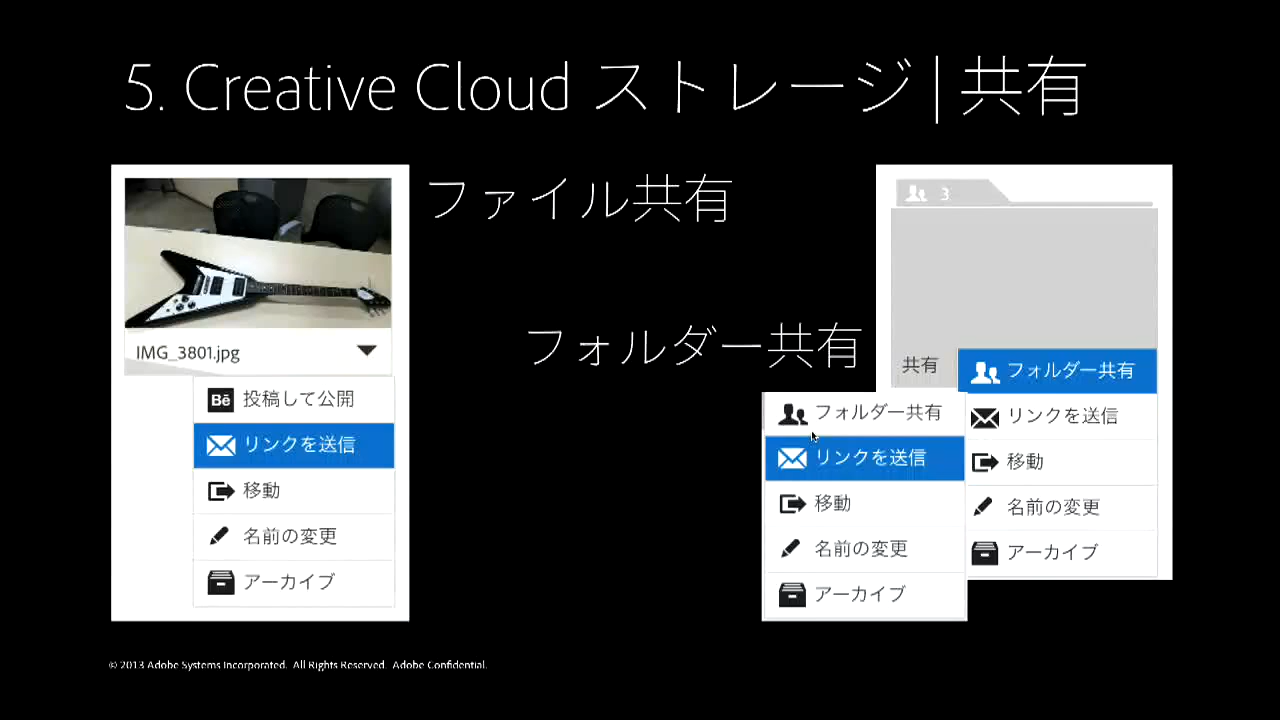 5. Creative Cloud ストレージ | 共有
ファイル共有
IMG_3801.jpg
Bē 投稿して公開
リンクを送信
移動
名前の変更
アーカイブ
フォルダー共有
3
共有
フォルダー共有
リンクを送信
移動
名前の変更
アーカイブ
フォルダー共有
リンクを送信
移動
名前の変更
アーカイブ
© 2013 Adobe Systems Incorporated. All Rights Reserved. Adobe Confidential.